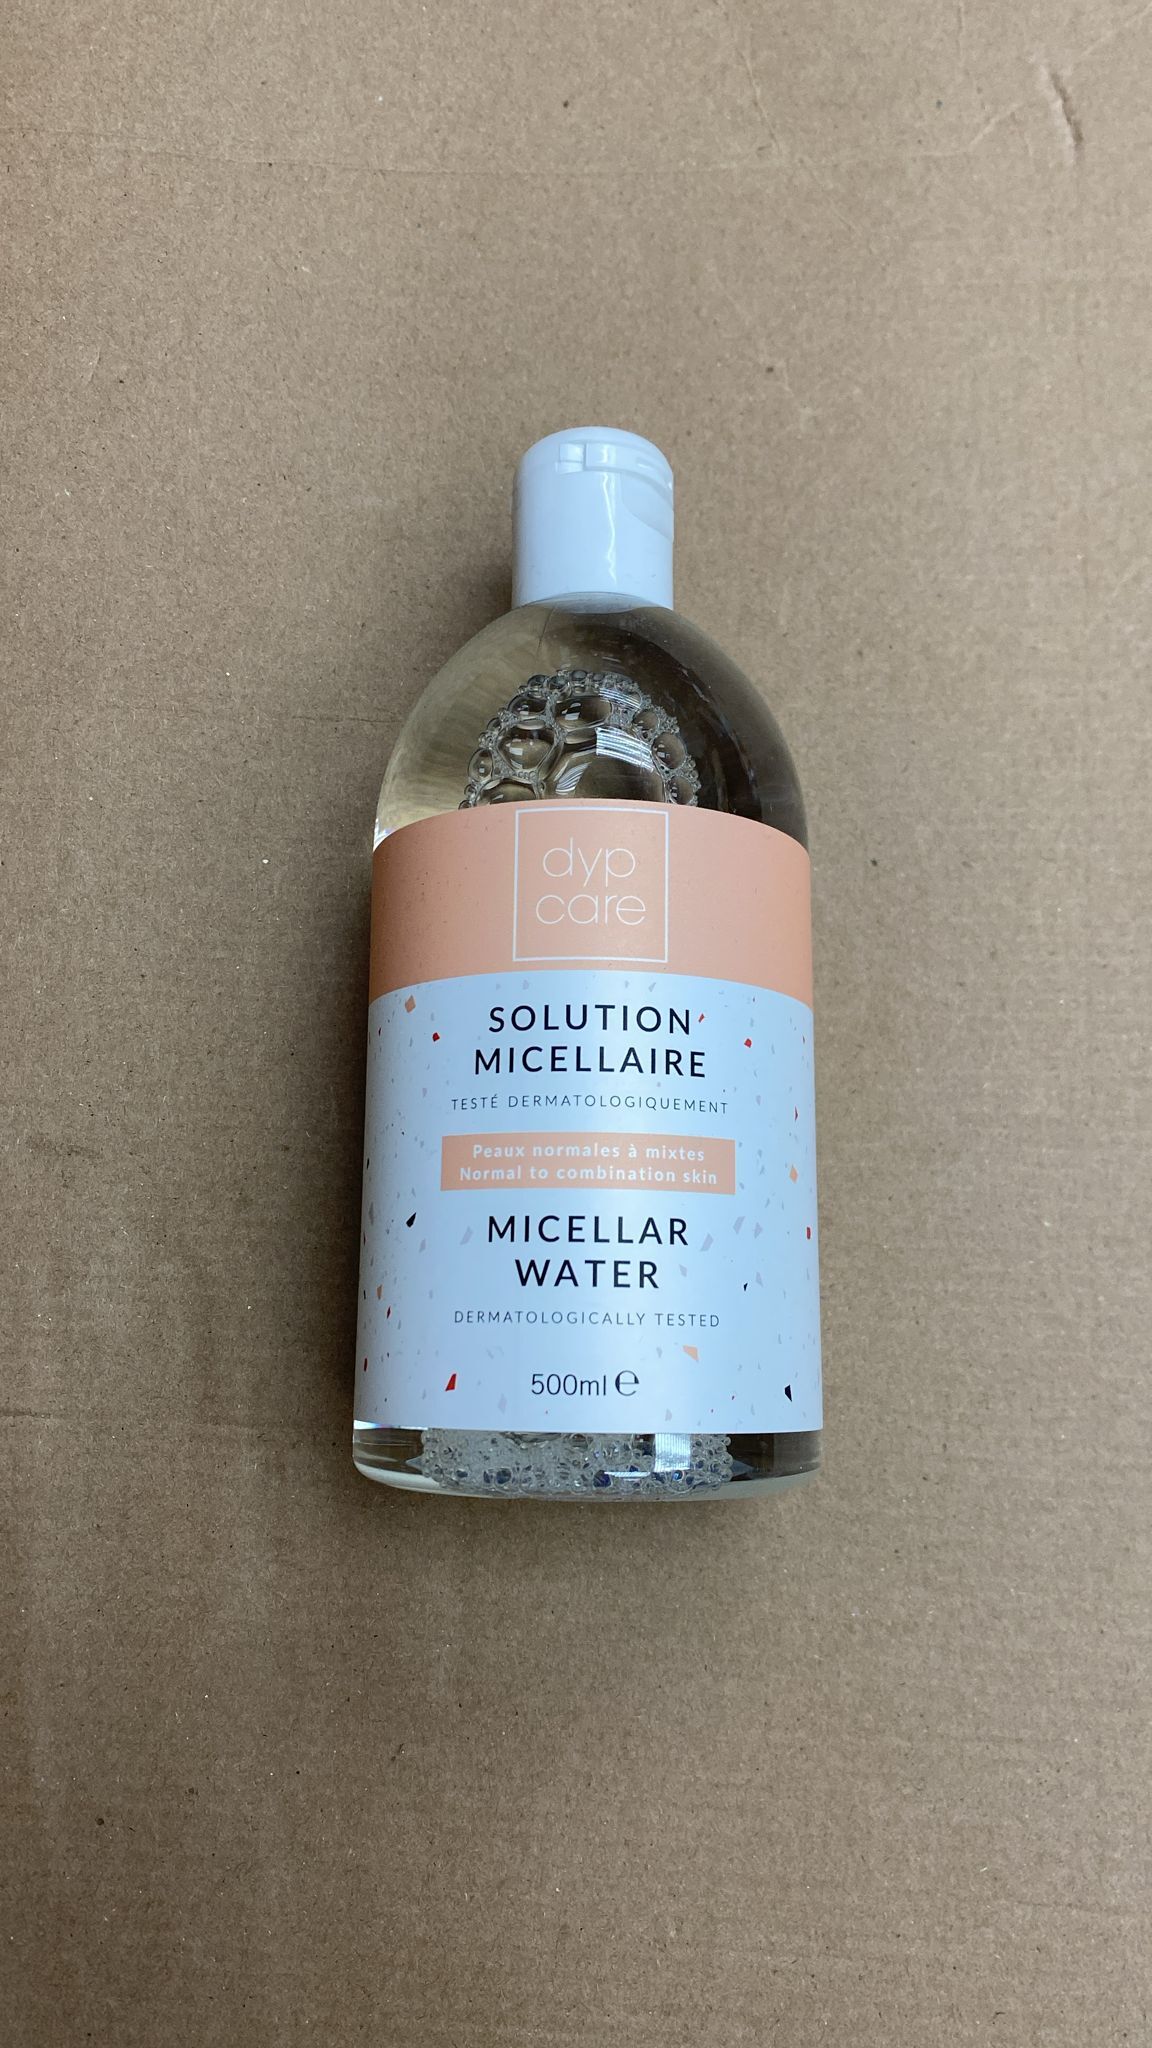 dyp
care
SOLUTION
MICELLAIRE
TESTÉ DERMATOLOGIQUEMENT
Peaux normales à mixtes
Normal to combination skin
MICELLAR
WATER
DERMATOLOGICALLY TESTED
500ml ℮